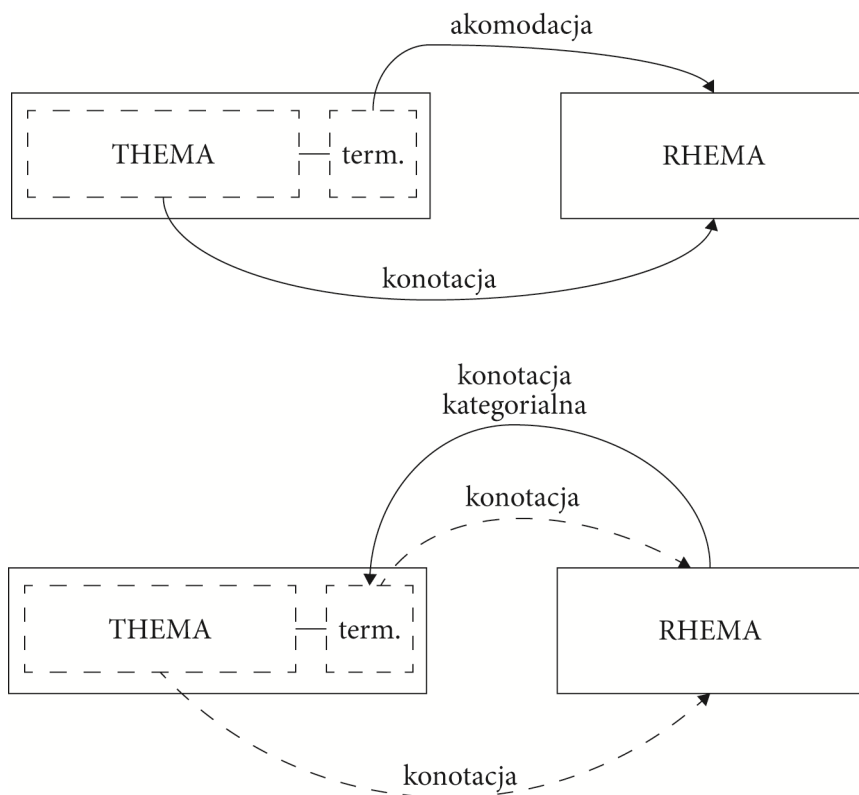 akomodacja
THEMA
term.
RHEMA
konotacja
konotacja
kategorialna
konotacja
THEMA
term.
RHEMA
konotacja